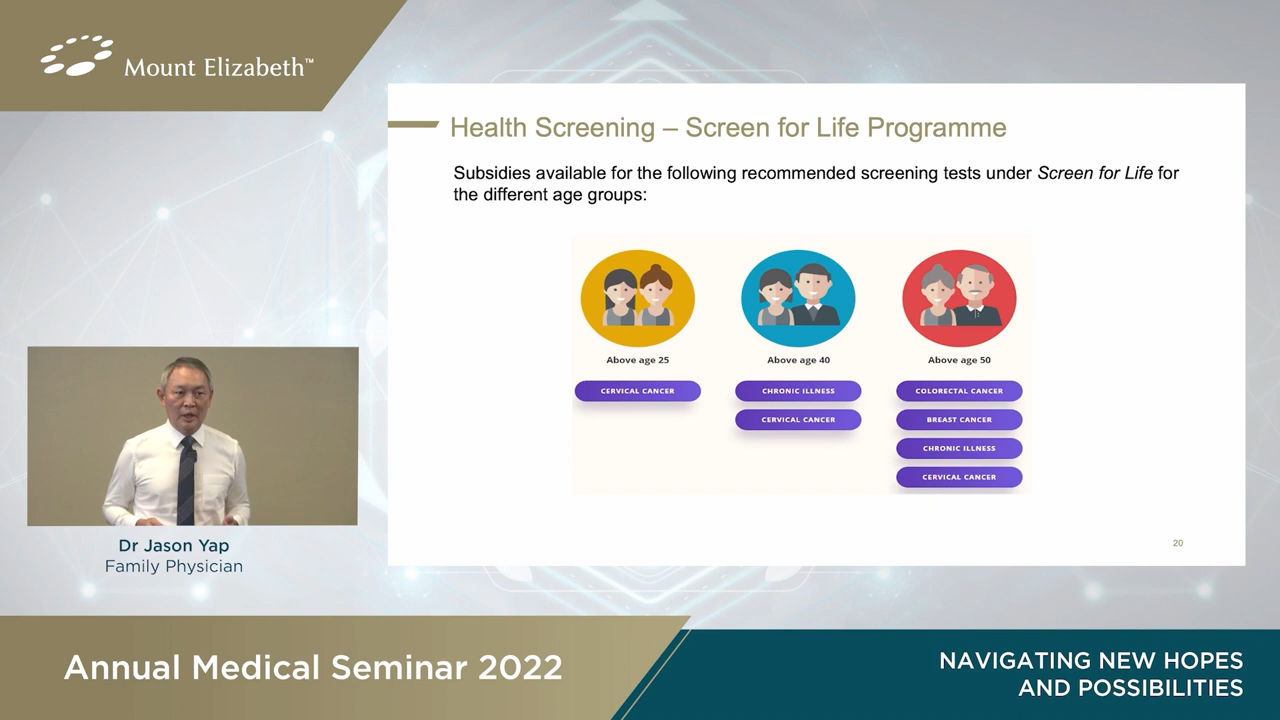 Mount Elizabeth™
Health Screening – Screen for Life Programme
Subsidies available for the following recommended screening tests under Screen for Life for
the different age groups:
Above age 25
CERVICAL CANCER
Above age 40
CHRONIC ILLNESS
CERVICAL CANCER
Above age 50
COLORECTAL CANCER
BREAST CANCER
CHRONIC ILLNESS
CERVICAL CANCER
20
Dr Jason Yap
Family Physician
Annual Medical Seminar 2022
NAVIGATING NEW HOPES
AND POSSIBILITIES